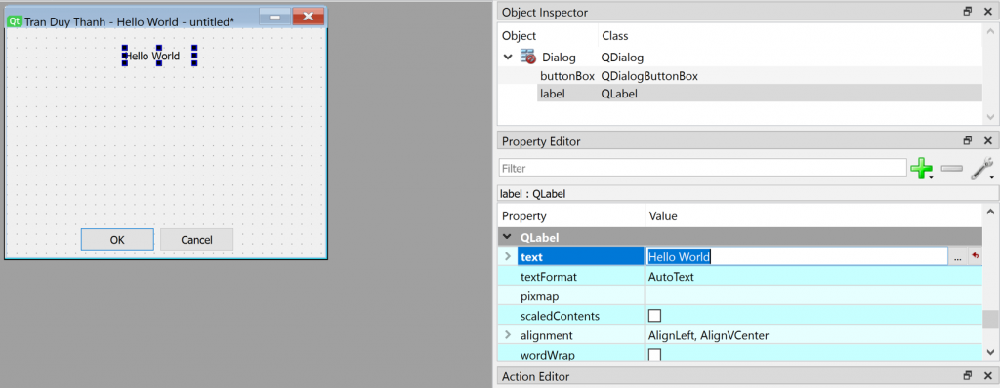 Qt Tran Duy Thanh - Hello World - untitled*
Hello World
OK Cancel
Object Inspector
Object Class
Dialog QDialog
buttonBox QDialogButtonBox
label QLabel
Property Editor
Filter
label : QLabel
Property Value
QLabel
text Hello World ...
textFormat AutoText
pixmap
scaledContents
alignment AlignLeft, AlignVCenter
wordWrap
Action Editor